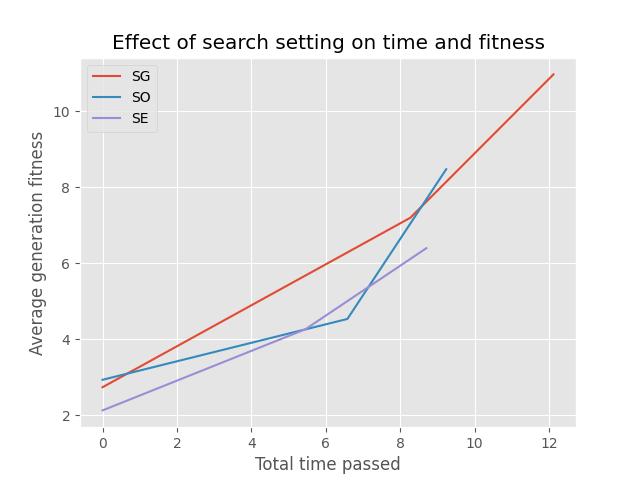 Effect of search setting on time and fitness
SG
SO
SE
Average generation fitness
10
8
6
4
2
0 2 4 6 8 10 12
Total time passed